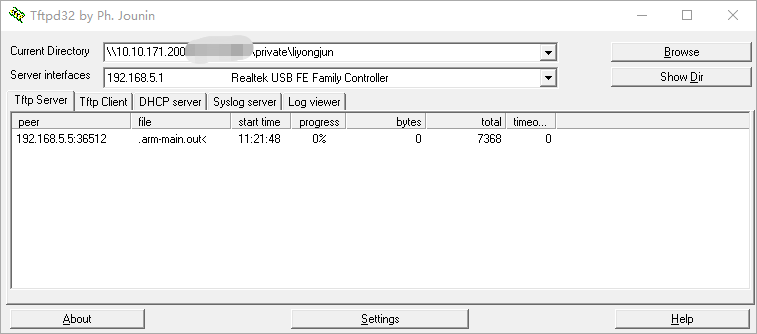 Tftpd32 by Ph. Jounin
Current Directory \\10.10.171.200 \private\liyongjun Browse
Server interfaces 192.168.5.1 Realtek USB FE Family Controller Show Dir
Tftp Server Tftp Client DHCP server Syslog server Log viewer
peer file start time progress bytes total timeo...
192.168.5.5:36512 .arm-main.out< 11:21:48 0% 0 7368 0
About Settings Help